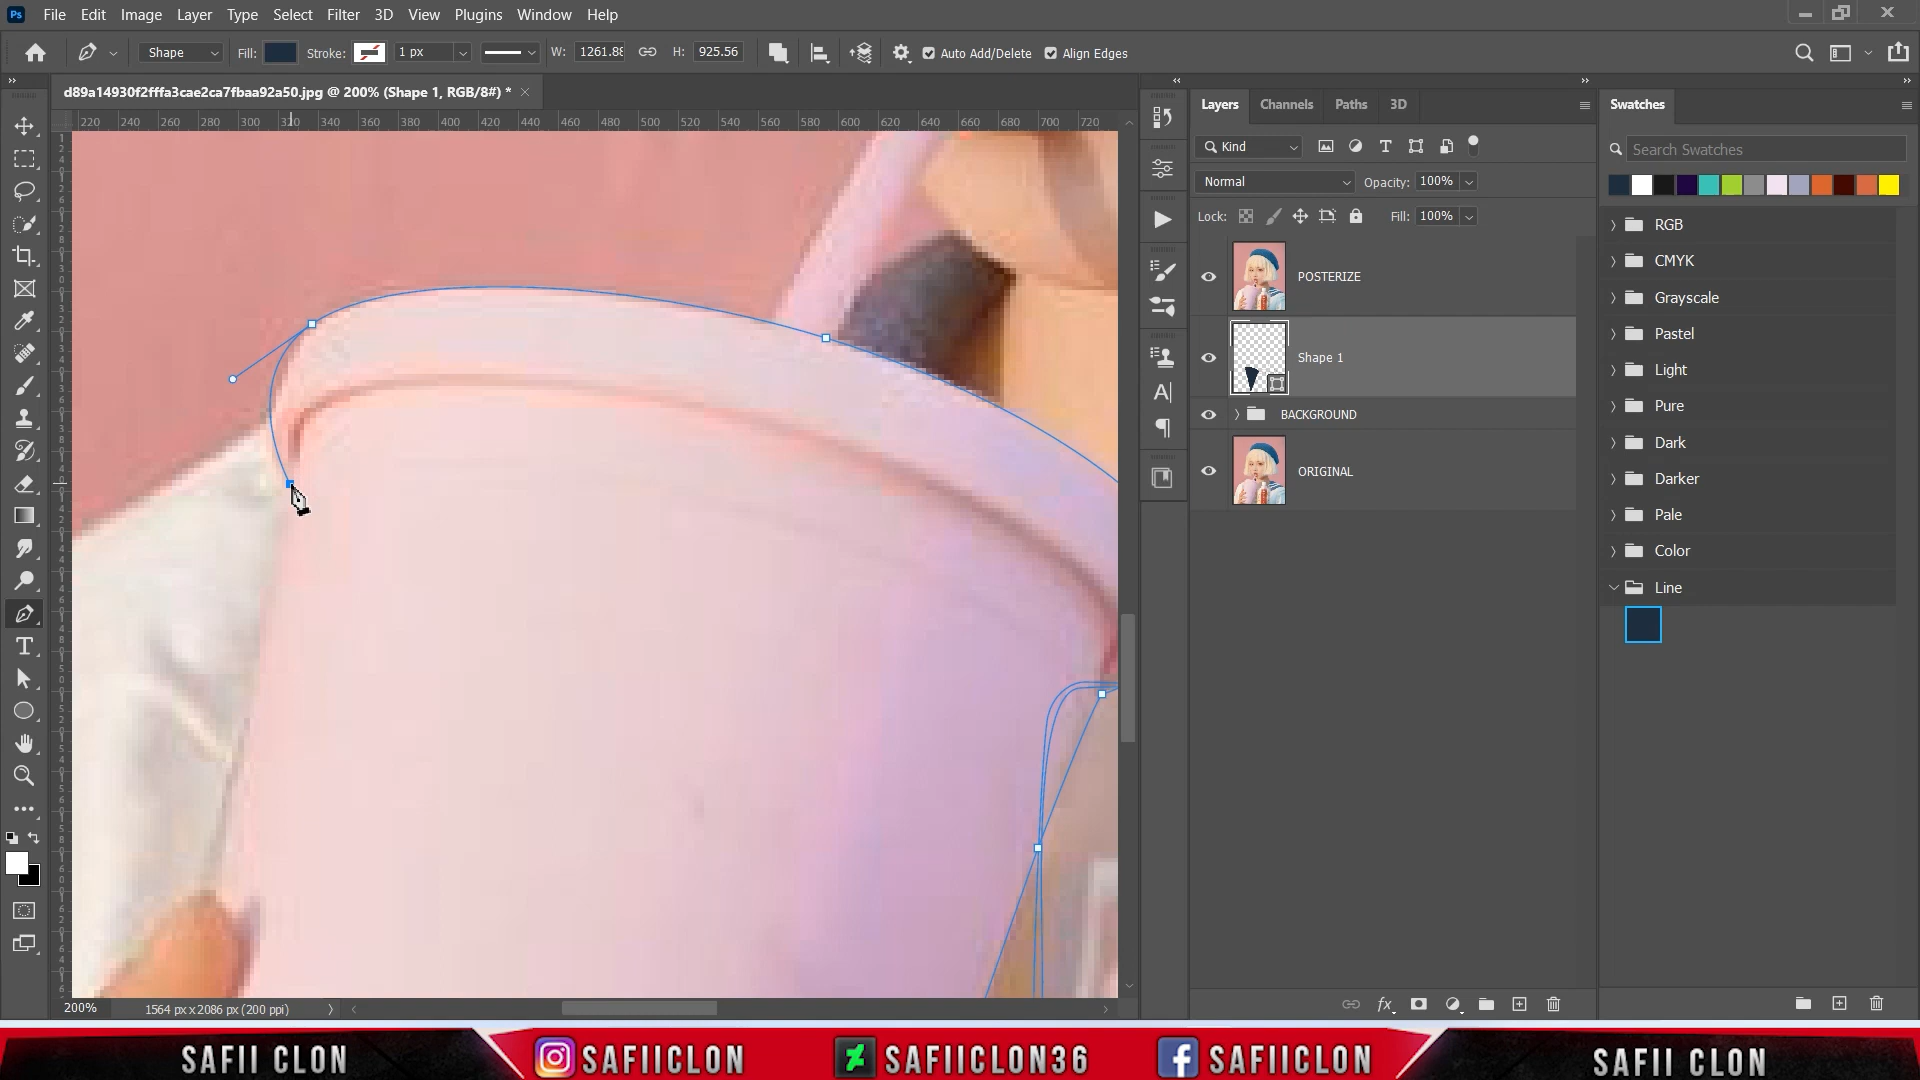 Ps File Edit Image Layer Type Select Filter 3D View Plugins Window Help
Shape Fill: Stroke: 1 px W: 1261.88 H: 925.56 Auto Add/Delete Align Edges
d89a14930f2fffa3cae2ca7fbaa92a50.jpg @ 200% (Shape 1, RGB/8#) *
220 240 260 280 300 320 340 360 380 400 420 440 460 480 500 520 540 560 580 600 620 640 660 680 700 720
Layers Channels Paths 3D
Kind
Normal Opacity: 100%
Lock: Fill: 100%
POSTERIZE
Shape 1
BACKGROUND
ORIGINAL
Swatches
Search Swatches
RGB
CMYK
Grayscale
Pastel
Light
Pure
Dark
Darker
Pale
Color
Line
200% 1564 px x 2086 px (200 ppi)
SAFII CLON SAFIICLON SAFIICLON36 SAFIICLON SAFII CLON